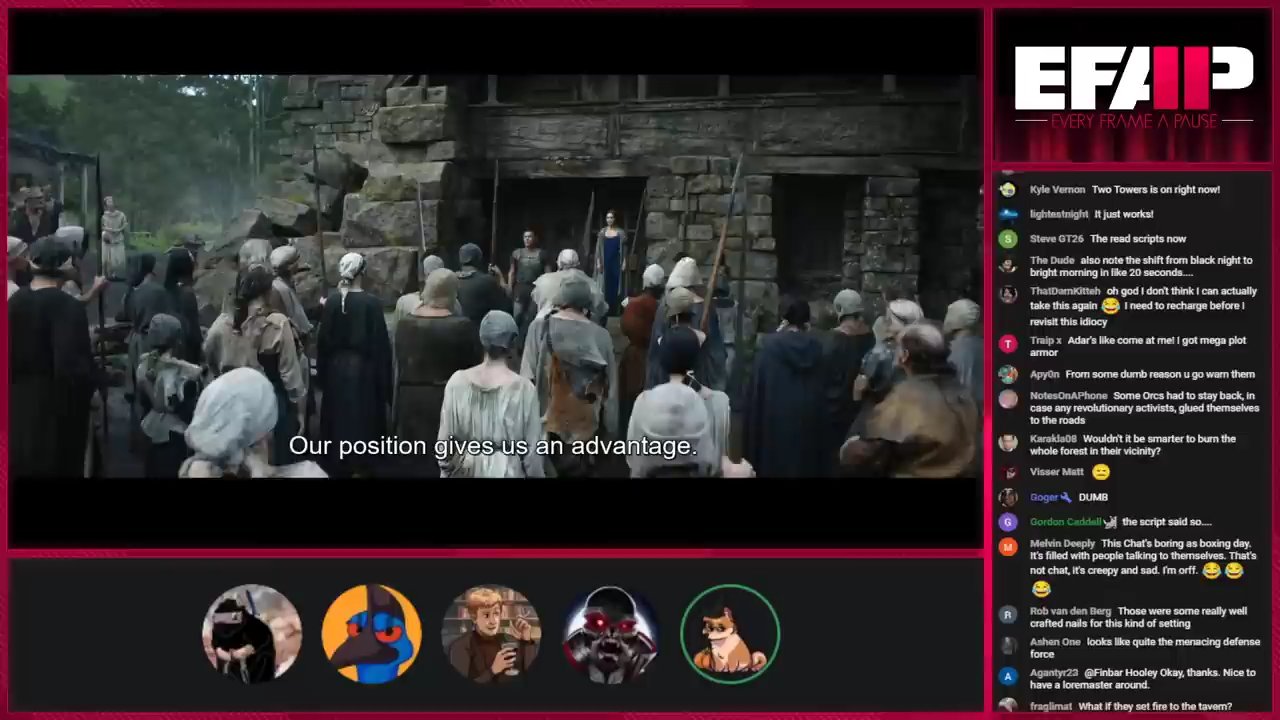 Our position gives us an advantage.
EFAP
EVERY FRAME A PAUSE
Kyle Vernon Two Towers is on right now!
lightestnight It just works!
Steve GT26 The read scripts now
The Dude also note the shift from black night to
bright morning in like 20 seconds....
ThatDarnKitteh oh god I don't think I can actually
take this again 😂 I need to recharge before I
revisit this idiocy
Traip x Adar's like come at me! I got mega plot
armor
Apy0n From some dumb reason u go warn them
NotesOnAPhone Some Orcs had to stay back, in
case any revolutionary activists, glued themselves
to the roads
Karakla08 Wouldn't it be smarter to burn the
whole forest in their vicinity?
Visser Matt 😑
Goger DUMB
Gordon Caddell the script said so....
Melvin Deeply This Chat's boring as boxing day.
It's filled with people talking to themselves. That's
not chat, it's creepy and sad. I'm orff. 😂 😂
😂
Rob van den Berg Those were some really well
crafted nails for this kind of setting
Ashen One looks like quite the menacing defense
force
Agantyr23 @Finbar Hooley Okay, thanks. Nice to
have a loremaster around.
fraglimat What if they set fire to the tavern?